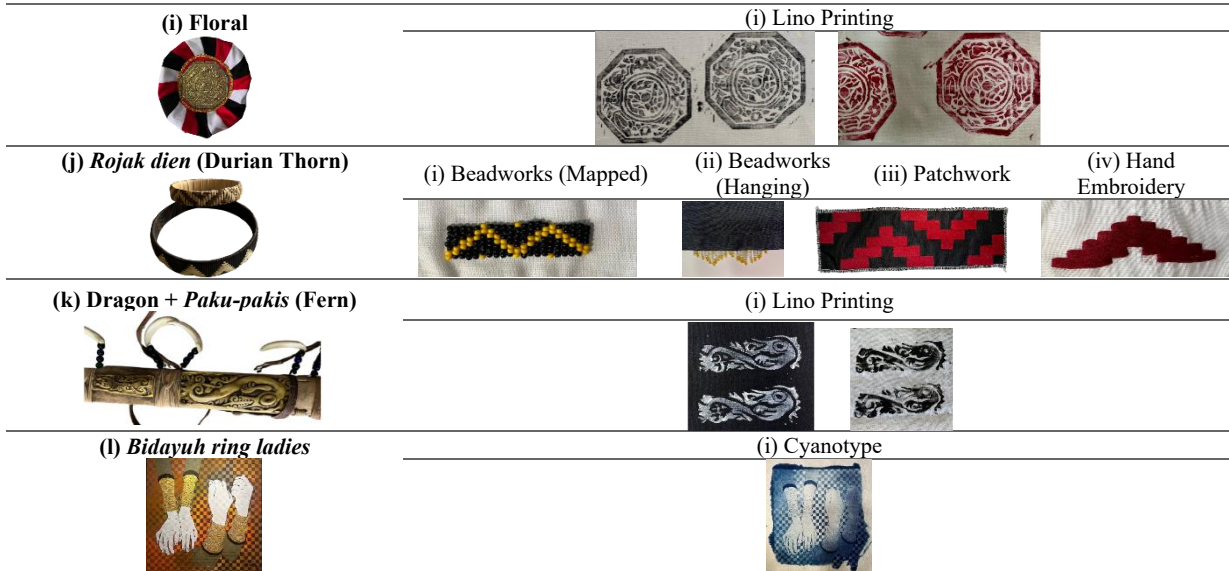 (i) Floral
(i) Lino Printing
(j) Rojak dien (Durian Thorn)
(i) Beadworks (Mapped)
(ii) Beadworks
(Hanging)
(iii) Patchwork
(iv) Hand
Embroidery
(k) Dragon + Paku-pakis (Fern)
(i) Lino Printing
(l) Bidayuh ring ladies
(i) Cyanotype